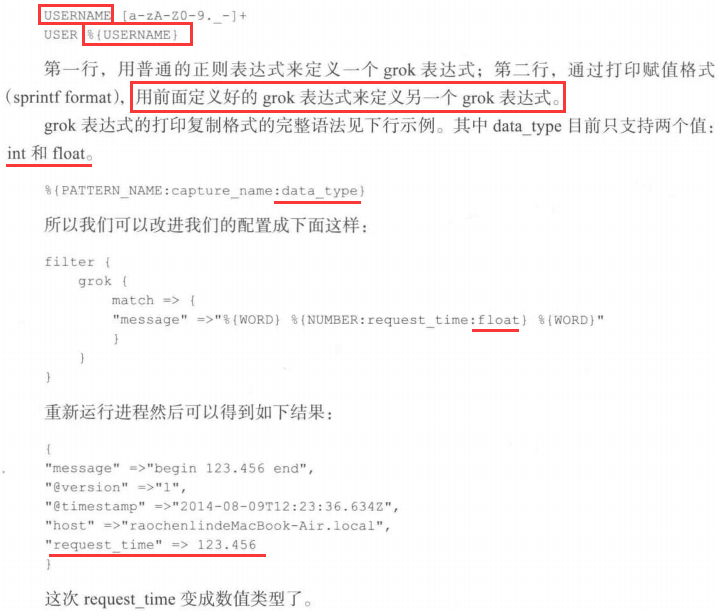 USERNAME [a-zA-Z0-9._-]+
USER %{USERNAME}
第一行，用普通的正则表达式来定义一个 grok 表达式；第二行，通过打印赋值格式
（sprintf format），用前面定义好的 grok 表达式来定义另一个 grok 表达式。
grok 表达式的打印复制格式的完整语法见下行示例。其中 data_type 目前只支持两个值：
int 和 float。
%{PATTERN_NAME:capture_name:data_type}
所以我们可以改进我们的配置成下面这样：
filter {
grok {
match => {
"message" =>"%{WORD} %{NUMBER:request_time:float} %{WORD}"
}
}
}
重新运行进程然后可以得到如下结果：
{
"message" =>"begin 123.456 end",
"@version" =>"1",
"@timestamp" =>"2014-08-09T12:23:36.634Z",
"host" =>"raochenlindeMacBook-Air.local",
"request_time" => 123.456
}
这次 request_time 变成数值类型了。